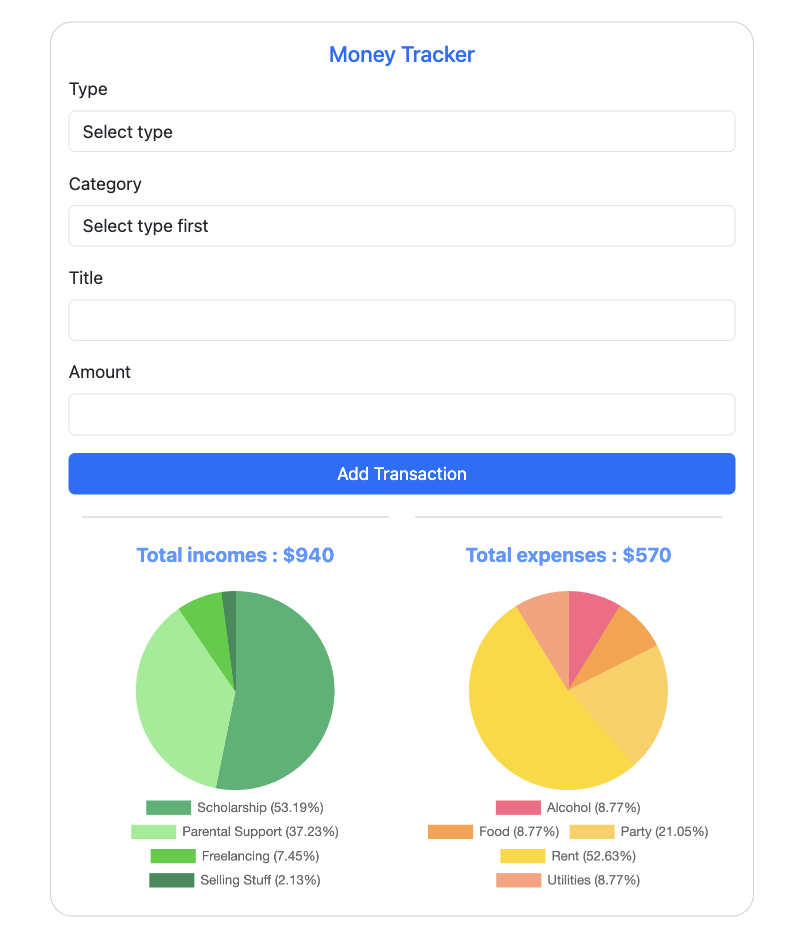 Money Tracker
Type
Select type
Category
Select type first
Title
Amount
Add Transaction
Total incomes : $940
Scholarship (53.19%)
Parental Support (37.23%)
Freelancing (7.45%)
Selling Stuff (2.13%)
Total expenses : $570
Alcohol (8.77%)
Food (8.77%) Party (21.05%)
Rent (52.63%)
Utilities (8.77%)